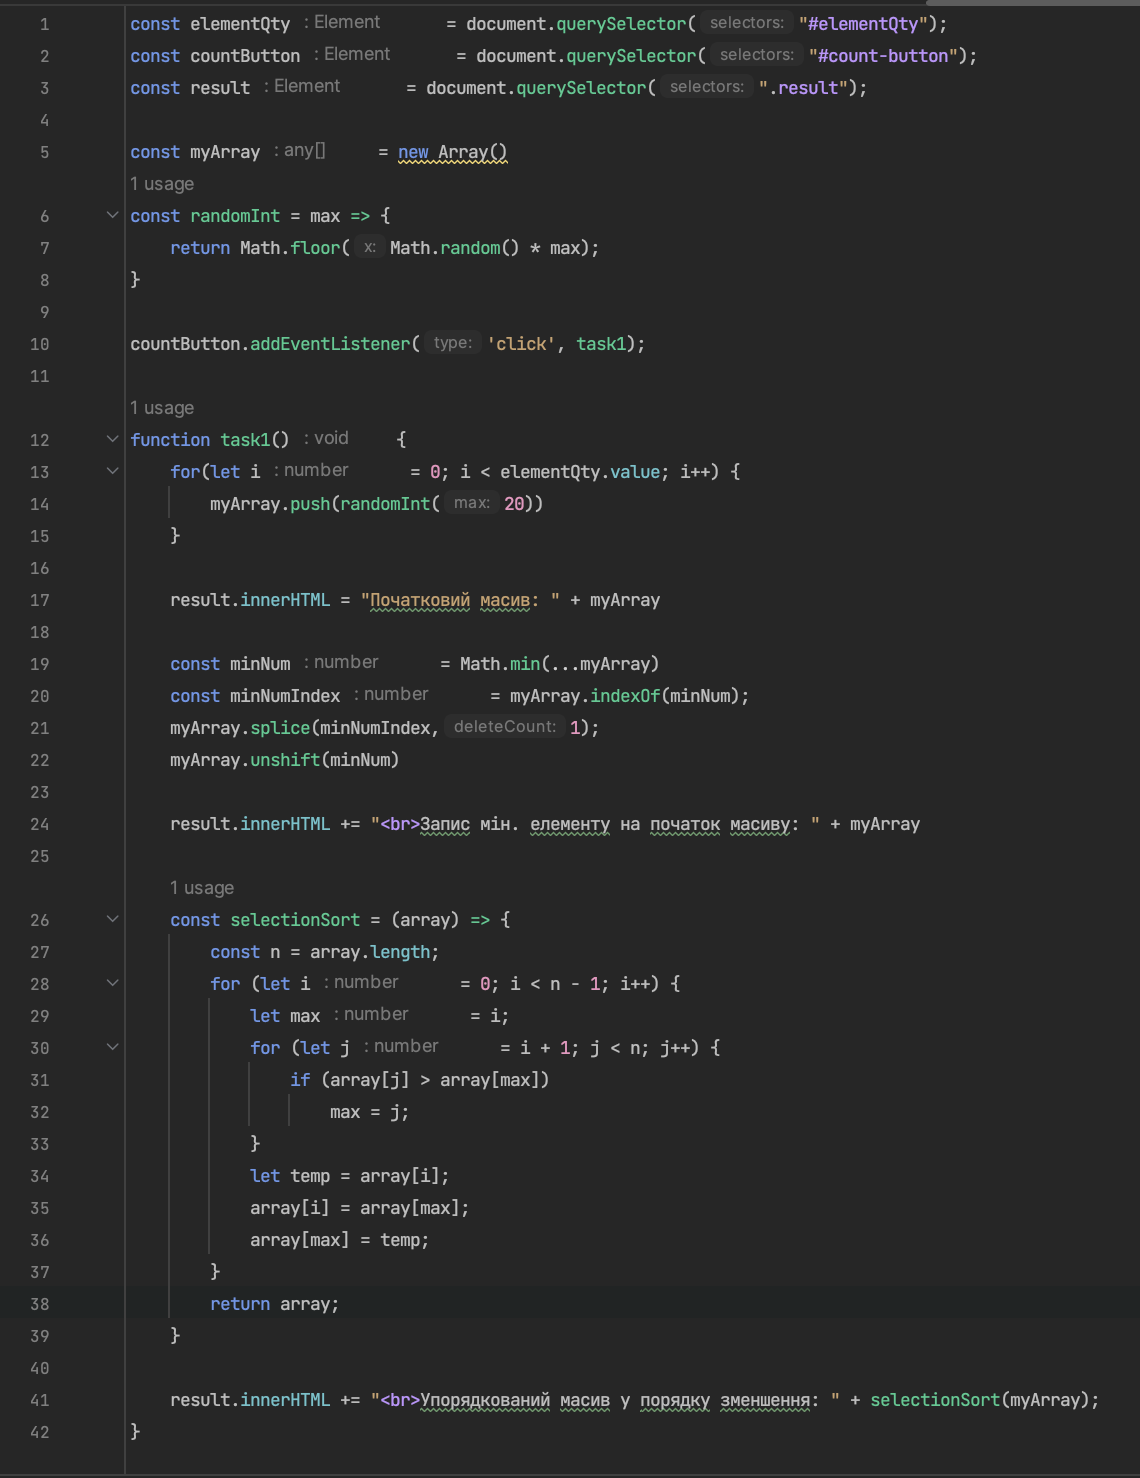 1 const elementQty : Element = document.querySelector( selectors: "#elementQty");
2 const countButton : Element = document.querySelector( selectors: "#count-button");
3 const result : Element = document.querySelector( selectors: ".result");
4
5 const myArray : any[] = new Array()
1 usage
6 const randomInt = max => {
7 return Math.floor( x: Math.random() * max);
8 }
9
10 countButton.addEventListener( type: 'click', task1);
11
1 usage
12 function task1() : void {
13 for(let i : number = 0; i < elementQty.value; i++) {
14 myArray.push(randomInt( max: 20))
15 }
16
17 result.innerHTML = "Початковий масив: " + myArray
18
19 const minNum : number = Math.min(...myArray)
20 const minNumIndex : number = myArray.indexOf(minNum);
21 myArray.splice(minNumIndex, deleteCount: 1);
22 myArray.unshift(minNum)
23
24 result.innerHTML += "<br>Запис мін. елементу на початок масиву: " + myArray
25
1 usage
26 const selectionSort = (array) => {
27 const n = array.length;
28 for (let i : number = 0; i < n - 1; i++) {
29 let max : number = i;
30 for (let j : number = i + 1; j < n; j++) {
31 if (array[j] > array[max])
32 max = j;
33 }
34 let temp = array[i];
35 array[i] = array[max];
36 array[max] = temp;
37 }
38 return array;
39 }
40
41 result.innerHTML += "<br>Упорядкований масив у порядку зменшення: " + selectionSort(myArray);
42 }